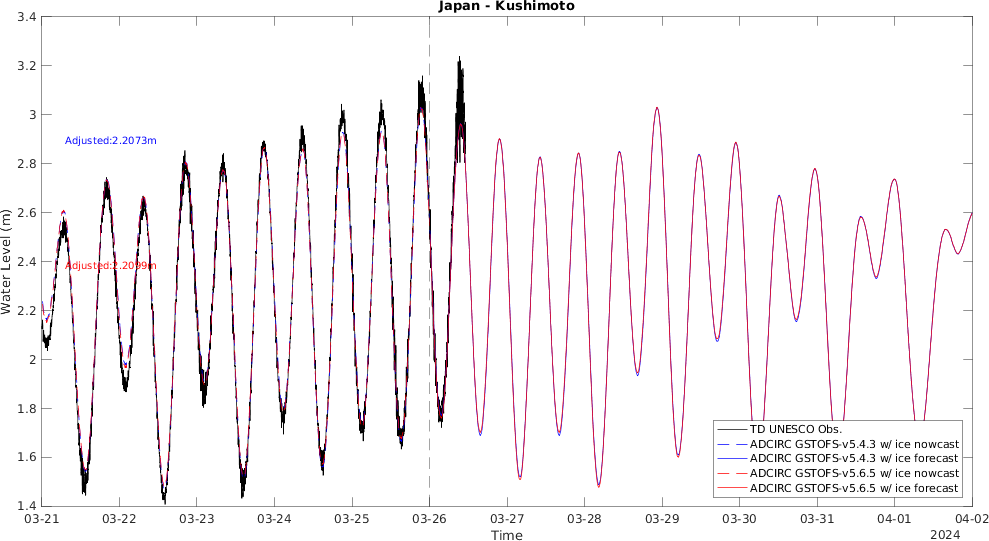 Japan - Kushimoto
Water Level (m)
3.4
3.2
3
2.8
2.6
2.4
2.2
2
1.8
1.6
1.4
Adjusted:2.2073m
Adjusted:2.2099m
TD UNESCO Obs.
ADCIRC GSTOFS-v5.4.3 w/ ice nowcast
ADCIRC GSTOFS-v5.4.3 w/ ice forecast
ADCIRC GSTOFS-v5.6.5 w/ ice nowcast
ADCIRC GSTOFS-v5.6.5 w/ ice forecast
03-21 03-22 03-23 03-24 03-25 03-26 03-27 03-28 03-29 03-30 03-31 04-01 04-02
Time
2024